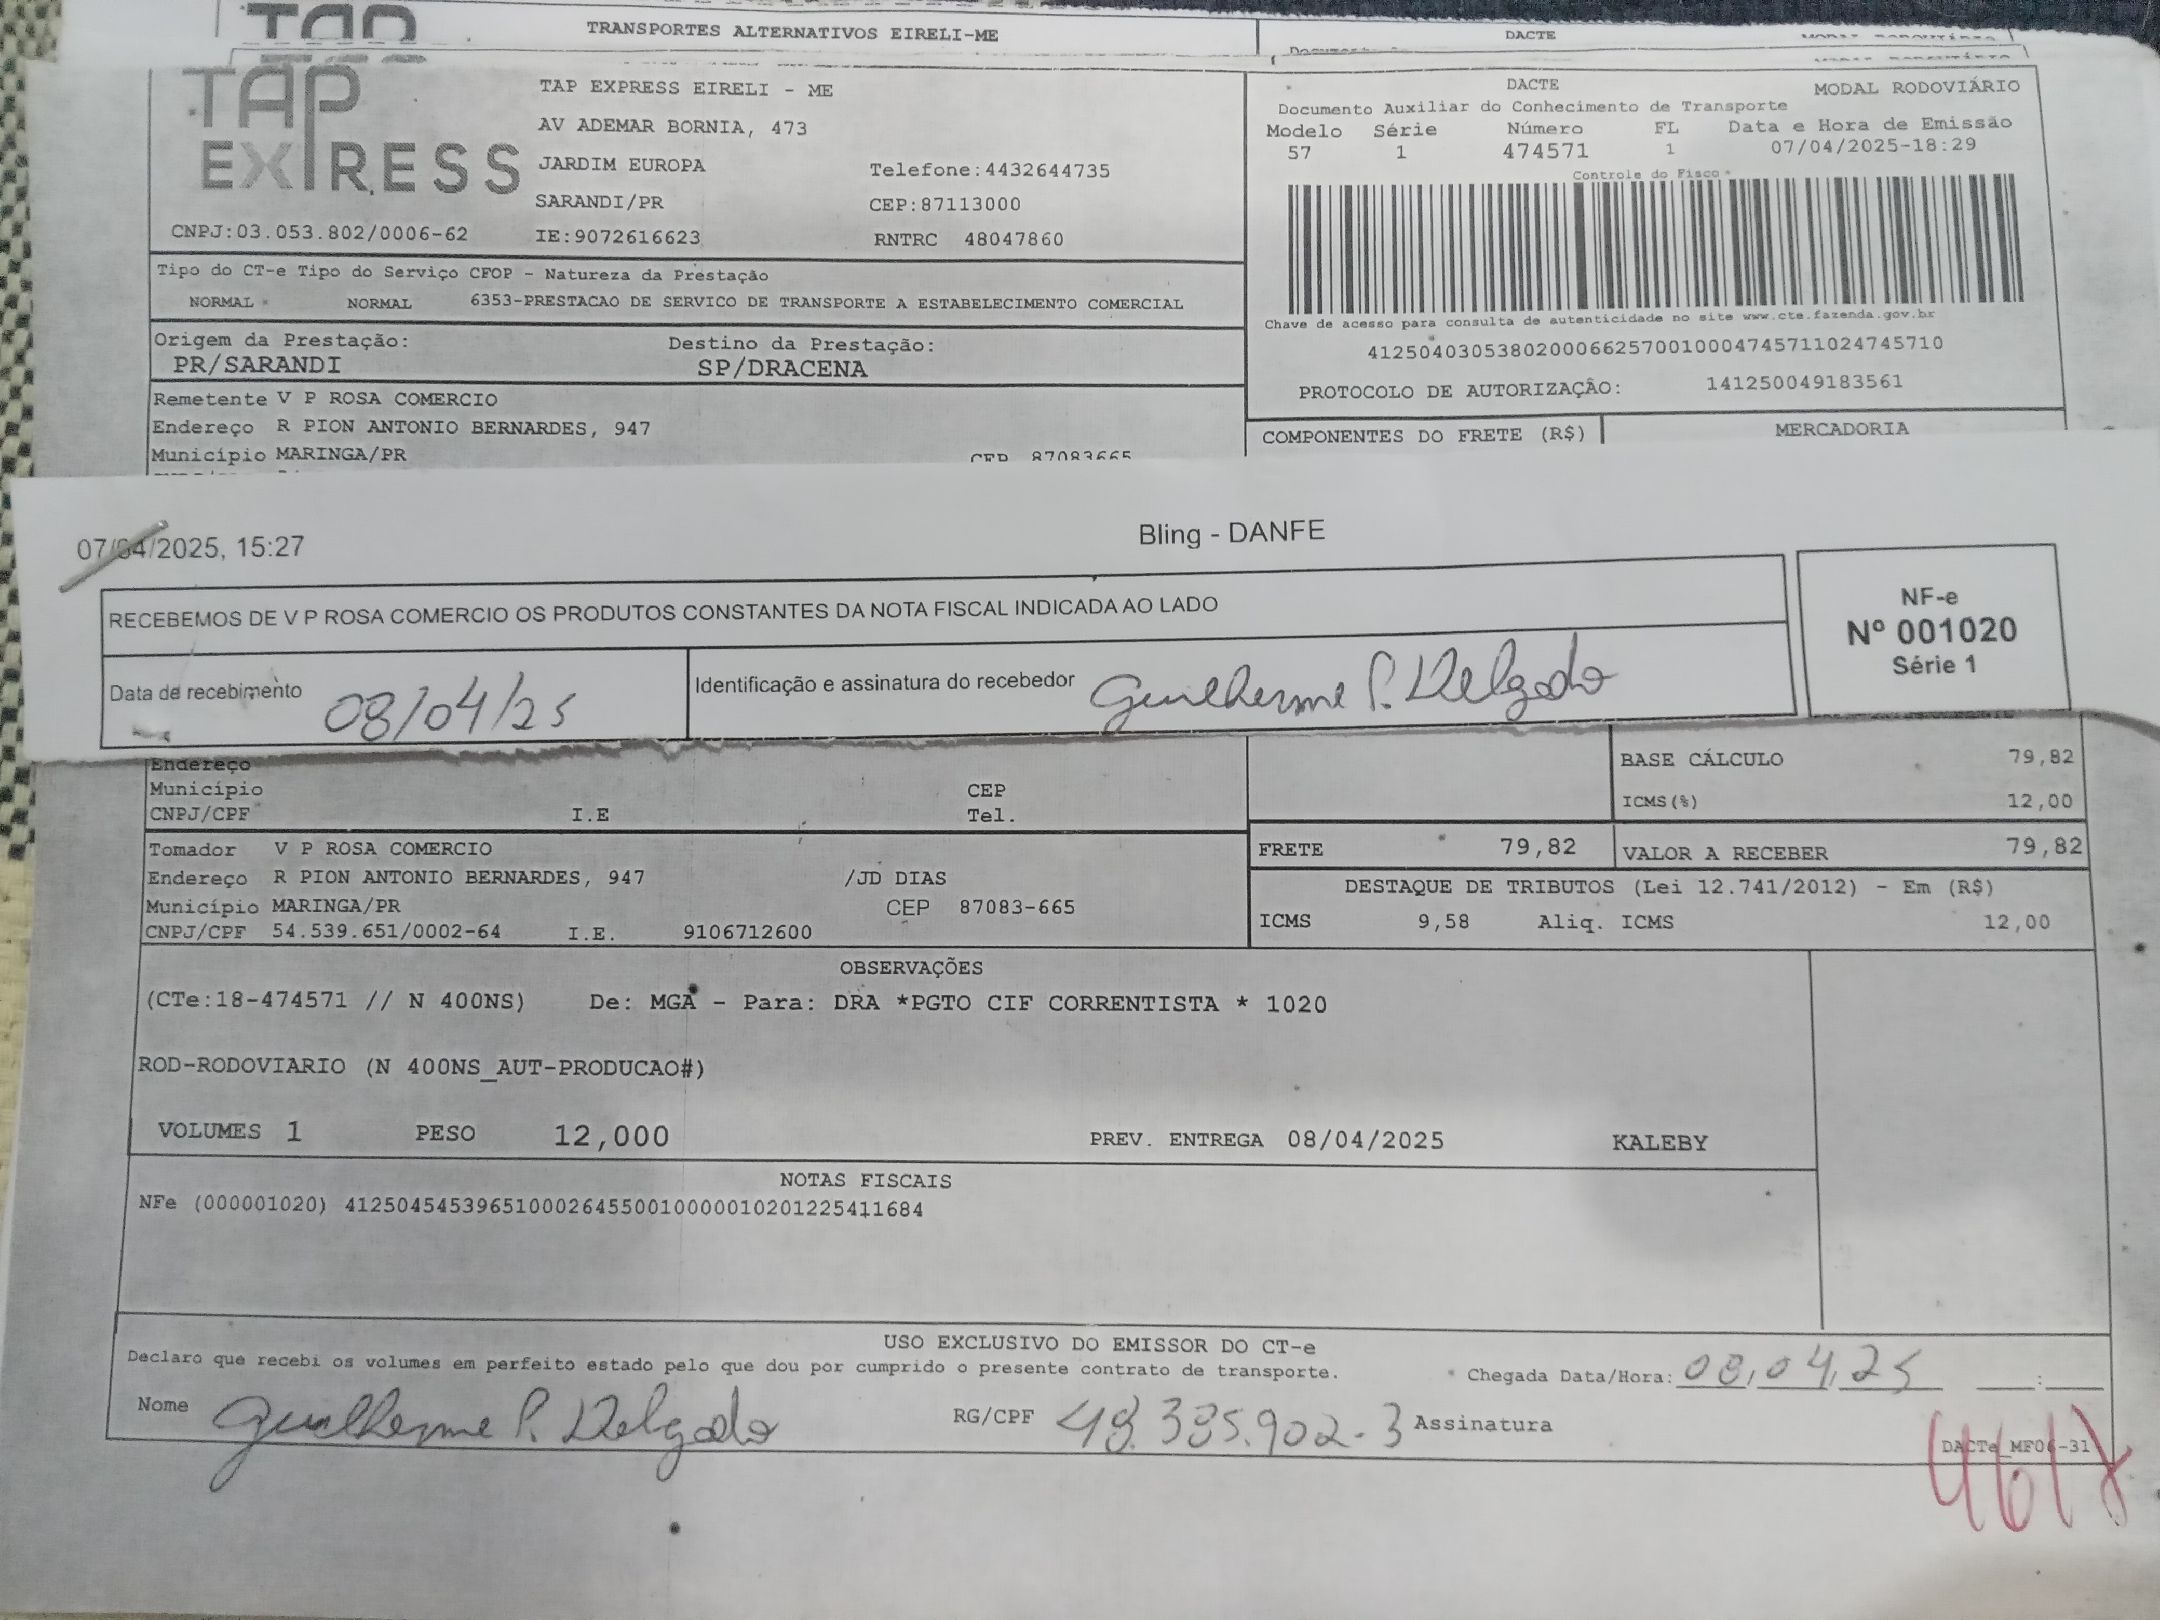 TRANSPORTES ALTERNATIVOS EIRELI-ME
DACTE
TAP EXPRESS
TAP EXPRESS EIRELI - ME
AV ADEMAR BORNIA, 473
JARDIM EUROPA
Telefone:4432644735
SARANDI/PR
CEP:87113000
CNPJ:03.053.802/0006-62
IE:9072616623
RNTRC 48047860
DACTE
MODAL RODOVIÁRIO
Documento Auxiliar do Conhecimento de Transporte
Modelo Série Número FL Data e Hora de Emissão
57 1 474571 1 07/04/2025-18:29
Controle do Fisco
Chave de acesso para consulta de autenticidade no site www.cte.fazenda.gov.br
41250403053802000662570010004745711024745710
PROTOCOLO DE AUTORIZAÇÃO: 141250049183561
Tipo do CT-e Tipo do Serviço CFOP - Natureza da Prestação
NORMAL NORMAL 6353-PRESTACAO DE SERVICO DE TRANSPORTE A ESTABELECIMENTO COMERCIAL
Origem da Prestação: Destino da Prestação:
PR/SARANDI SP/DRACENA
Remetente V P ROSA COMERCIO
Endereço R PION ANTONIO BERNARDES, 947
Município MARINGA/PR CEP 87083665
COMPONENTES DO FRETE (R$) MERCADORIA
07/04/2025, 15:27 Bling - DANFE
RECEBEMOS DE V P ROSA COMERCIO OS PRODUTOS CONSTANTES DA NOTA FISCAL INDICADA AO LADO
NF-e
Nº 001020
Série 1
Data de recebimento 08/04/25
Identificação e assinatura do recebedor Guilherme P. Delgado
Endereço
Município CEP
CNPJ/CPF I.E Tel.
BASE CÁLCULO 79,82
ICMS(%) 12,00
Tomador V P ROSA COMERCIO
Endereço R PION ANTONIO BERNARDES, 947 /JD DIAS
Município MARINGA/PR CEP 87083-665
CNPJ/CPF 54.539.651/0002-64 I.E. 9106712600
FRETE 79,82 VALOR A RECEBER 79,82
DESTAQUE DE TRIBUTOS (Lei 12.741/2012) - Em (R$)
ICMS 9,58 Aliq. ICMS 12,00
OBSERVAÇÕES
(CTe:18-474571 // N 400NS) De: MGA - Para: DRA *PGTO CIF CORRENTISTA * 1020
ROD-RODOVIARIO (N 400NS_AUT-PRODUCAO#)
VOLUMES 1 PESO 12,000 PREV. ENTREGA 08/04/2025 KALEBY
NOTAS FISCAIS
NFe (000001020) 41250454539651000264550010000010201225411684
USO EXCLUSIVO DO EMISSOR DO CT-e
Declaro que recebi os volumes em perfeito estado pelo que dou por cumprido o presente contrato de transporte.
Chegada Data/Hora: 08,04,25 :
Nome Guilherme P. Delgado RG/CPF 48.385.902-3 Assinatura
DACTe_MF06-31